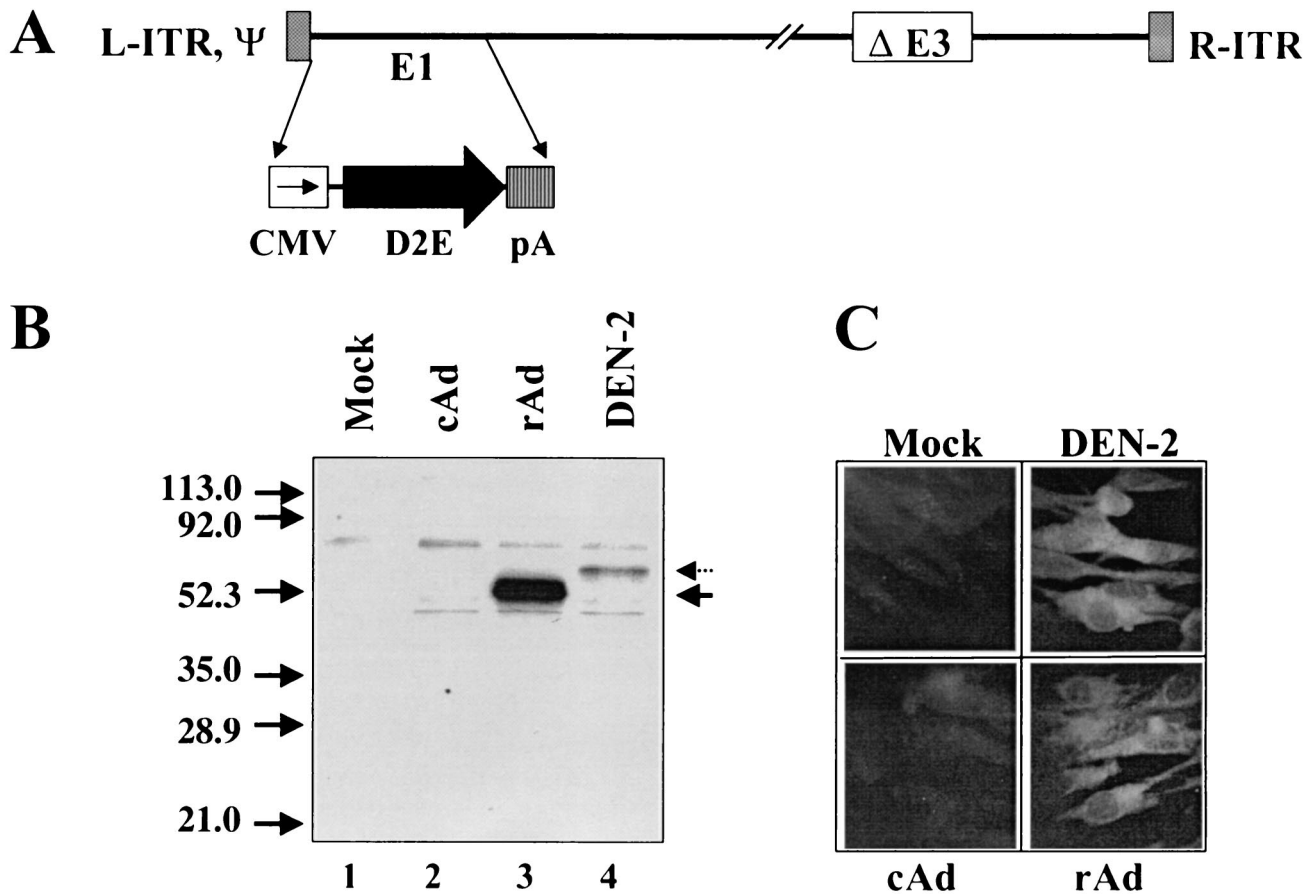 A
L-ITR, Ψ
E1
Δ E3
R-ITR
CMV
D2E
pA
B
Mock
cAd
rAd
DEN-2
113.0
92.0
52.3
35.0
28.9
21.0
1 2 3 4
C
Mock DEN-2
cAd rAd